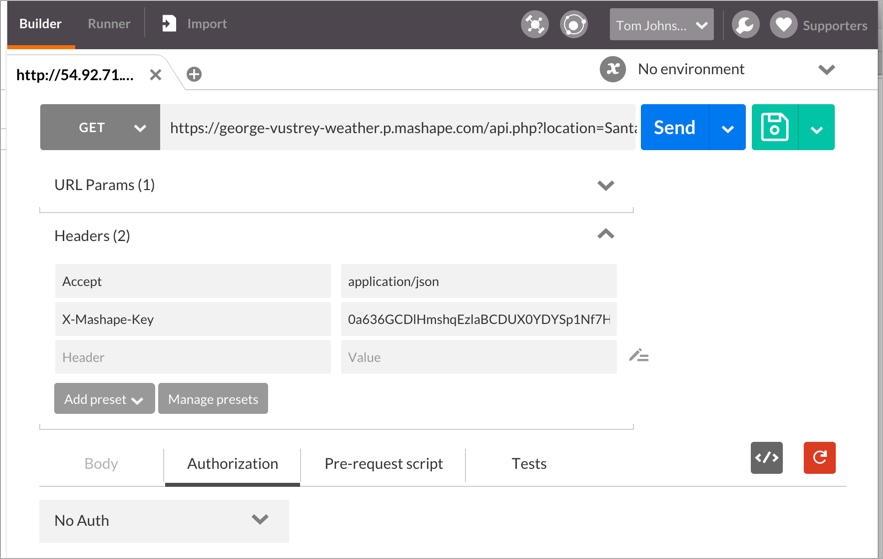 Builder Runner Import Tom Johns... Supporters
http://54.92.71.... No environment
GET https://george-vustrey-weather.p.mashape.com/api.php?location=Santa Send
URL Params (1)
Headers (2)
Accept application/json
X-Mashape-Key 0a636GCDlHmshqEzlaBCDUX0YDYSp1Nf7H
Header Value
Add preset Manage presets
Body Authorization Pre-request script Tests
No Auth